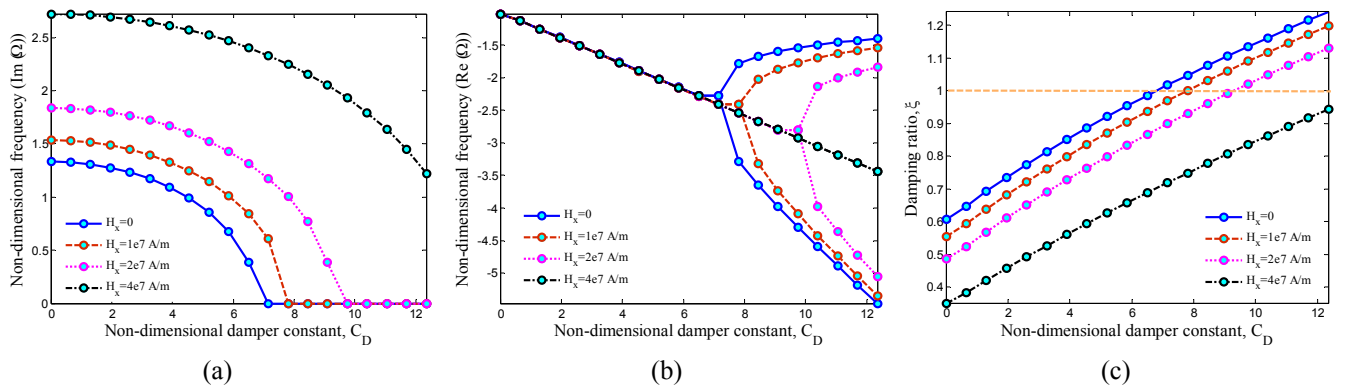 Non-dimensional frequency (Im (Ω))
2.5
2
1.5
1
0.5
0
H_x=0
H_x=1e7 A/m
H_x=2e7 A/m
H_x=4e7 A/m
0 2 4 6 8 10 12
Non-dimensional damper constant, C_D
(a)
Non-dimensional frequency (Re (Ω))
-1.5
-2
-2.5
-3
-3.5
-4
-4.5
-5
H_x=0
H_x=1e7 A/m
H_x=2e7 A/m
H_x=4e7 A/m
0 2 4 6 8 10 12
Non-dimensional damper constant, C_D
(b)
Damping ratio, ξ
1.2
1.1
1
0.9
0.8
0.7
0.6
0.5
0.4
H_x=0
H_x=1e7 A/m
H_x=2e7 A/m
H_x=4e7 A/m
0 2 4 6 8 10 12
Non-dimensional damper constant, C_D
(c)